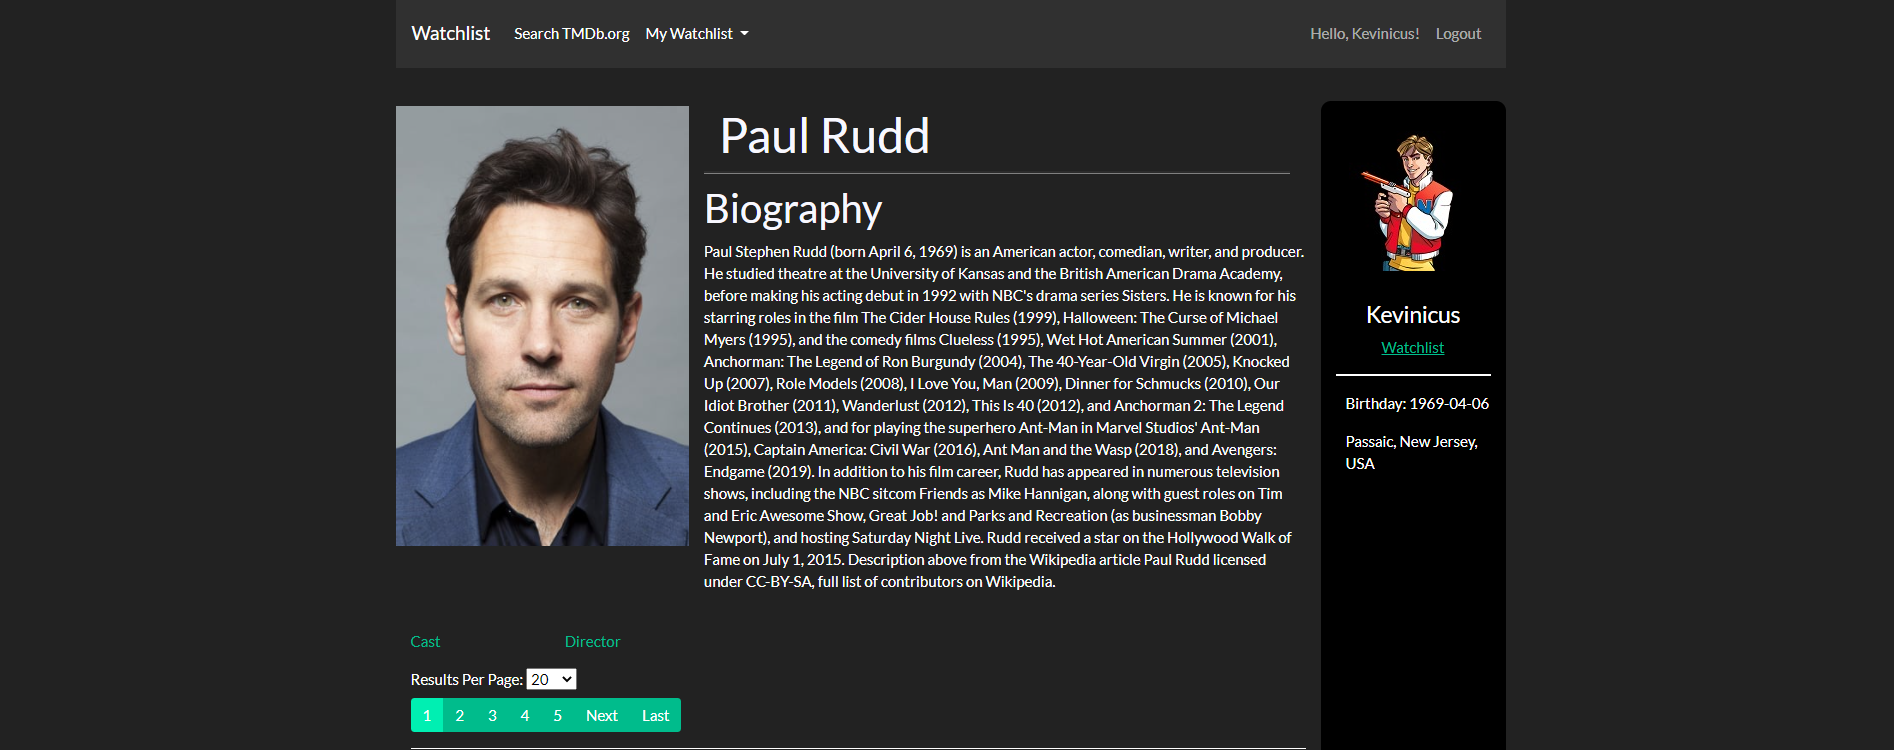 Watchlist Search TMDb.org My Watchlist Hello, Kevinicus! Logout
Paul Rudd
Biography
Paul Stephen Rudd (born April 6, 1969) is an American actor, comedian, writer, and producer.
He studied theatre at the University of Kansas and the British American Drama Academy,
before making his acting debut in 1992 with NBC's drama series Sisters. He is known for his
starring roles in the film The Cider House Rules (1999), Halloween: The Curse of Michael
Myers (1995), and the comedy films Clueless (1995), Wet Hot American Summer (2001),
Anchorman: The Legend of Ron Burgundy (2004), The 40-Year-Old Virgin (2005), Knocked
Up (2007), Role Models (2008), I Love You, Man (2009), Dinner for Schmucks (2010), Our
Idiot Brother (2011), Wanderlust (2012), This Is 40 (2012), and Anchorman 2: The Legend
Continues (2013), and for playing the superhero Ant-Man in Marvel Studios' Ant-Man
(2015), Captain America: Civil War (2016), Ant Man and the Wasp (2018), and Avengers:
Endgame (2019). In addition to his film career, Rudd has appeared in numerous television
shows, including the NBC sitcom Friends as Mike Hannigan, along with guest roles on Tim
and Eric Awesome Show, Great Job! and Parks and Recreation (as businessman Bobby
Newport), and hosting Saturday Night Live. Rudd received a star on the Hollywood Walk of
Fame on July 1, 2015. Description above from the Wikipedia article Paul Rudd licensed
under CC-BY-SA, full list of contributors on Wikipedia.
N
Kevinicus
Watchlist
Birthday: 1969-04-06
Passaic, New Jersey,
USA
Cast Director
Results Per Page: 20
1 2 3 4 5 Next Last